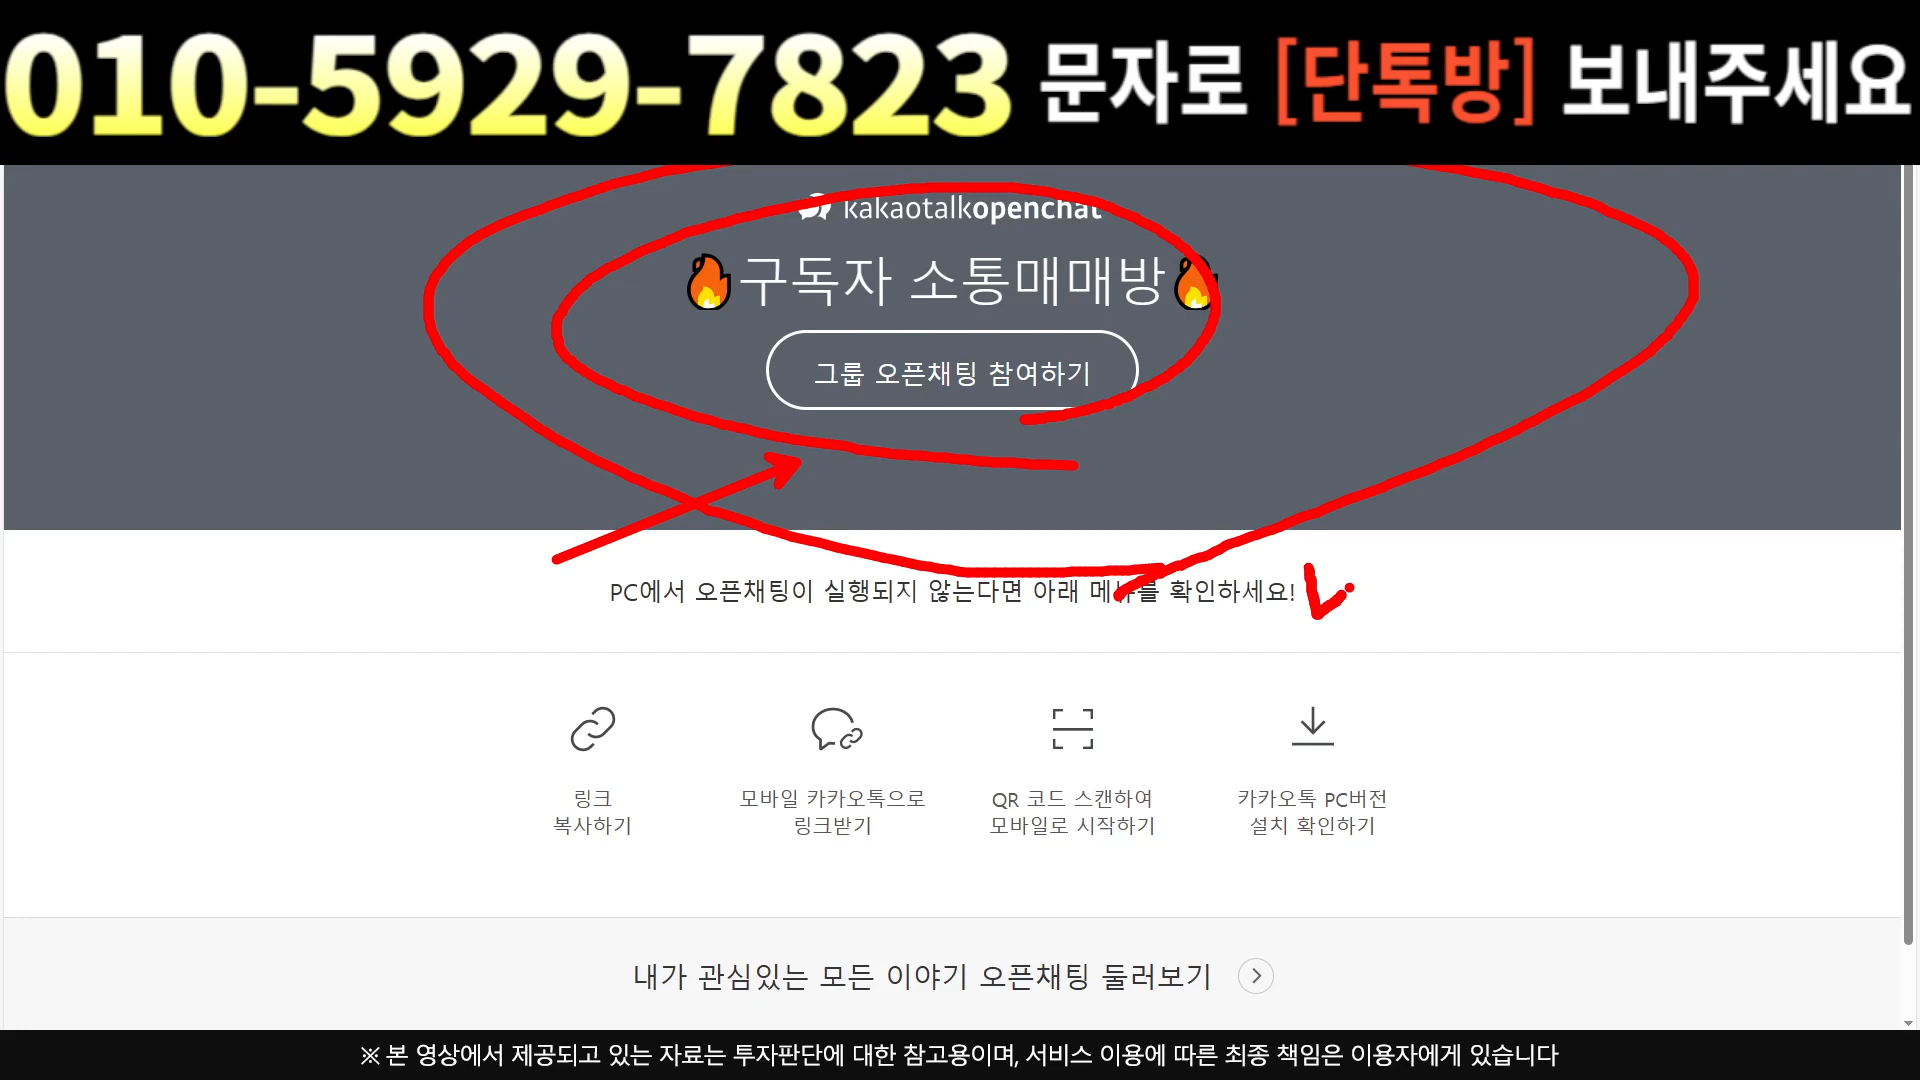 010-5929-7823 문자로 [단톡방] 보내주세요
kakaotalkopenchat
🔥구독자 소통매매방🔥
그룹 오픈채팅 참여하기
PC에서 오픈채팅이 실행되지 않는다면 아래 메뉴를 확인하세요!
링크
복사하기
모바일 카카오톡으로
링크받기
QR 코드 스캔하여
모바일로 시작하기
카카오톡 PC버전
설치 확인하기
내가 관심있는 모든 이야기 오픈채팅 둘러보기
※ 본 영상에서 제공되고 있는 자료는 투자판단에 대한 참고용이며, 서비스 이용에 따른 최종 책임은 이용자에게 있습니다